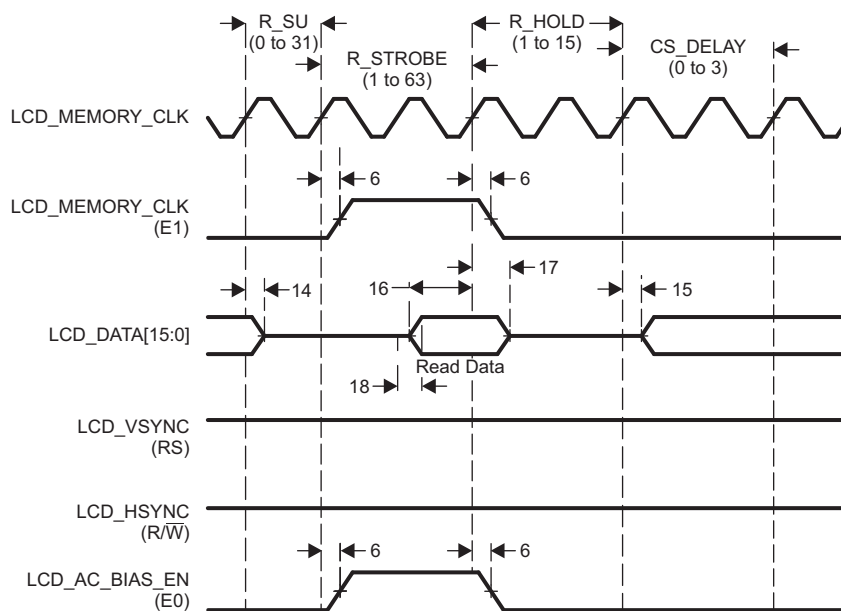 R_SU
(0 to 31)
R_HOLD
(1 to 15)
R_STROBE
(1 to 63)
CS_DELAY
(0 to 3)
LCD_MEMORY_CLK
6
6
LCD_MEMORY_CLK
(E1)
14
16
17
15
LCD_DATA[15:0]
Read Data
18
LCD_VSYNC
(RS)
LCD_HSYNC
(R/W̅)
6
6
LCD_AC_BIAS_EN
(E0)